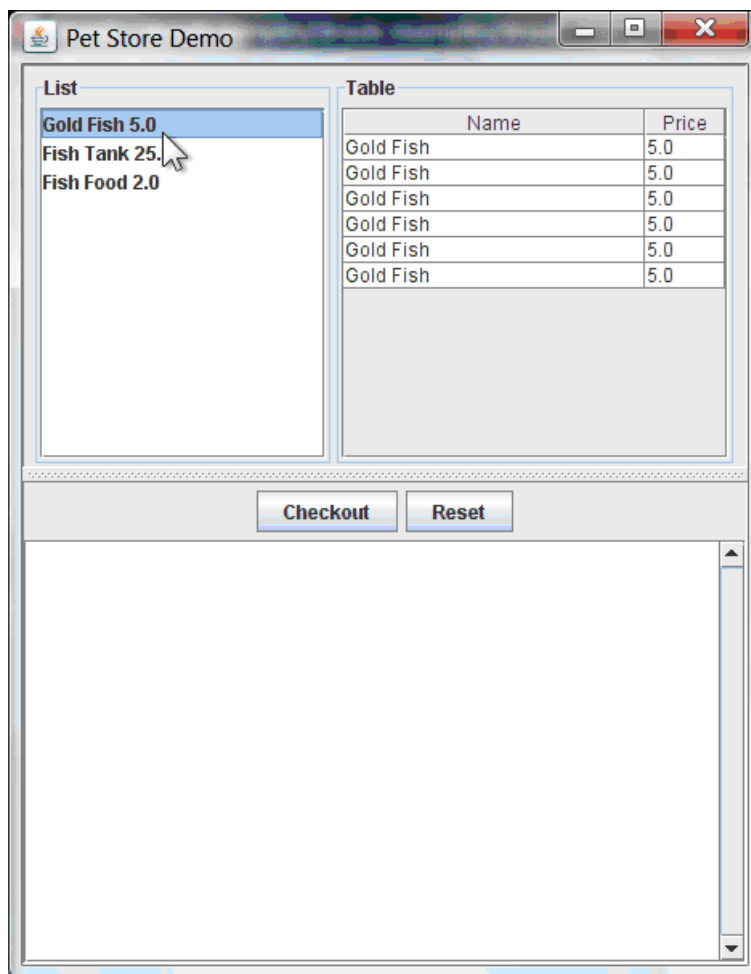 Pet Store Demo
List
Gold Fish 5.0
Fish Tank 25.
Fish Food 2.0
Table
Name Price
Gold Fish 5.0
Gold Fish 5.0
Gold Fish 5.0
Gold Fish 5.0
Gold Fish 5.0
Gold Fish 5.0
Checkout Reset